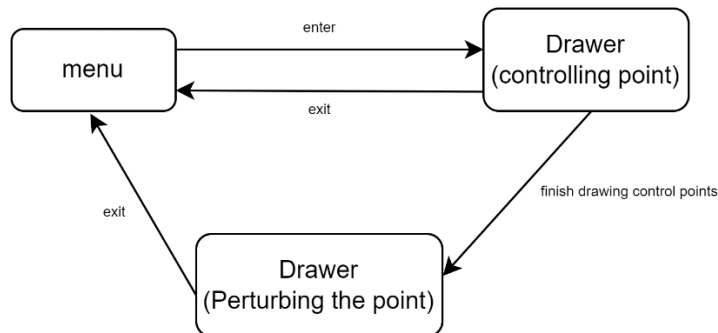 enter
menu
Drawer
(controlling point)
exit
finish drawing control points
exit
Drawer
(Perturbing the point)